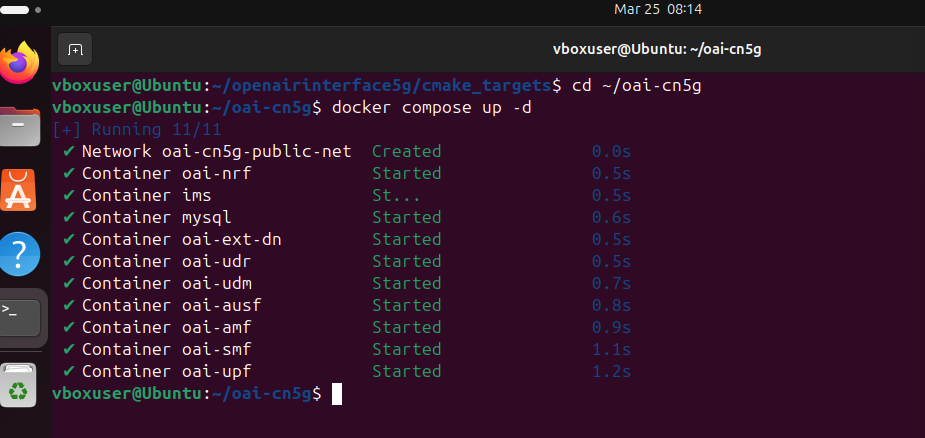 Mar 25 08:14
vboxuser@Ubuntu: ~/oai-cn5g
vboxuser@Ubuntu:~/openairinterface5g/cmake_targets$ cd ~/oai-cn5g
vboxuser@Ubuntu:~/oai-cn5g$ docker compose up -d
[+] Running 11/11
✔ Network oai-cn5g-public-net Created 0.0s
✔ Container oai-nrf Started 0.5s
✔ Container ims St... 0.5s
✔ Container mysql Started 0.6s
✔ Container oai-ext-dn Started 0.5s
✔ Container oai-udr Started 0.5s
✔ Container oai-udm Started 0.7s
✔ Container oai-ausf Started 0.8s
✔ Container oai-amf Started 0.9s
✔ Container oai-smf Started 1.1s
✔ Container oai-upf Started 1.2s
vboxuser@Ubuntu:~/oai-cn5g$